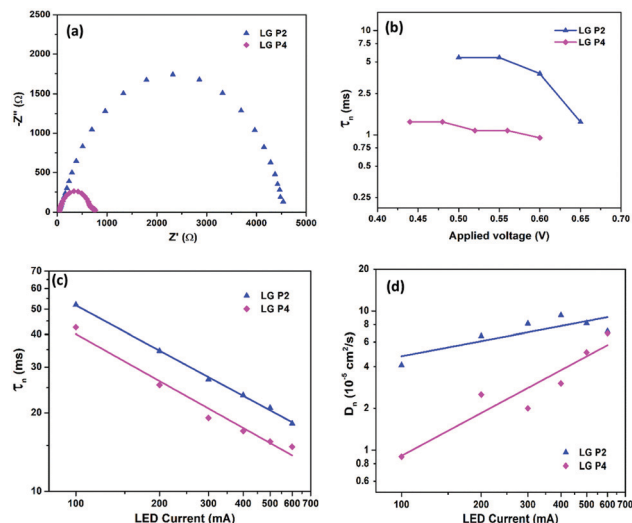 (a)
LG P2
LG P4
-Z'' (Ω)
2500
2000
1500
1000
500
0
0 1000 2000 3000 4000 5000
Z' (Ω)
(b)
LG P2
LG P4
τn (ms)
10
7.5
5
2.5
1
0.75
0.5
0.25
0.40 0.45 0.50 0.55 0.60 0.65 0.70
Applied voltage (V)
(c)
LG P2
LG P4
τn (ms)
70
60
50
40
30
20
10
100 200 300 400 500 600 700
LED Current (mA)
(d)
LG P2
LG P4
Dn (10⁻⁵ cm²/s)
20
10
8
6
4
2
1
0.8
0.6
100 200 300 400 500 600 700
LED Current (mA)